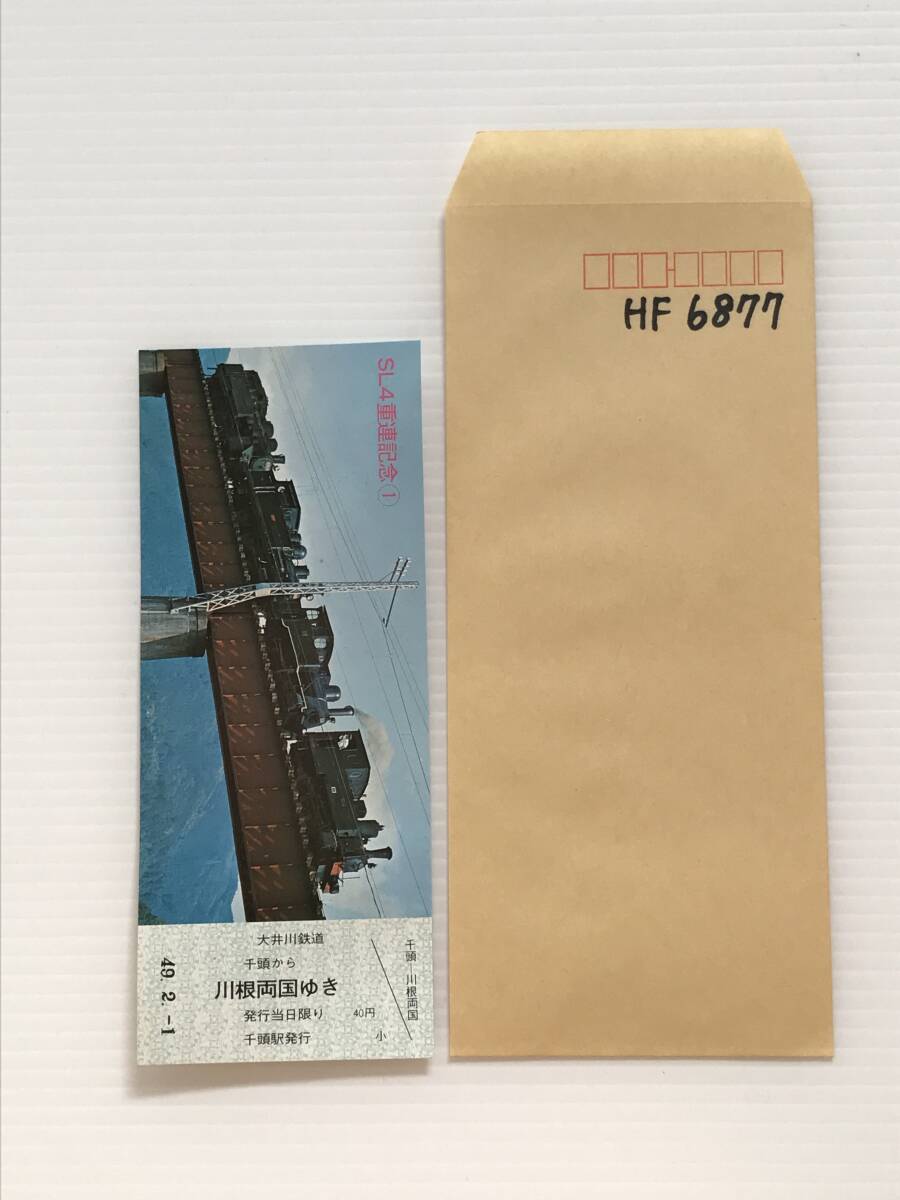 HF 6877
SL4重連記念①
大井川鉄道
千頭から
川根両国ゆき
発行当日限り 40円
千頭駅発行 小
千頭―川根両国
49.2.-1